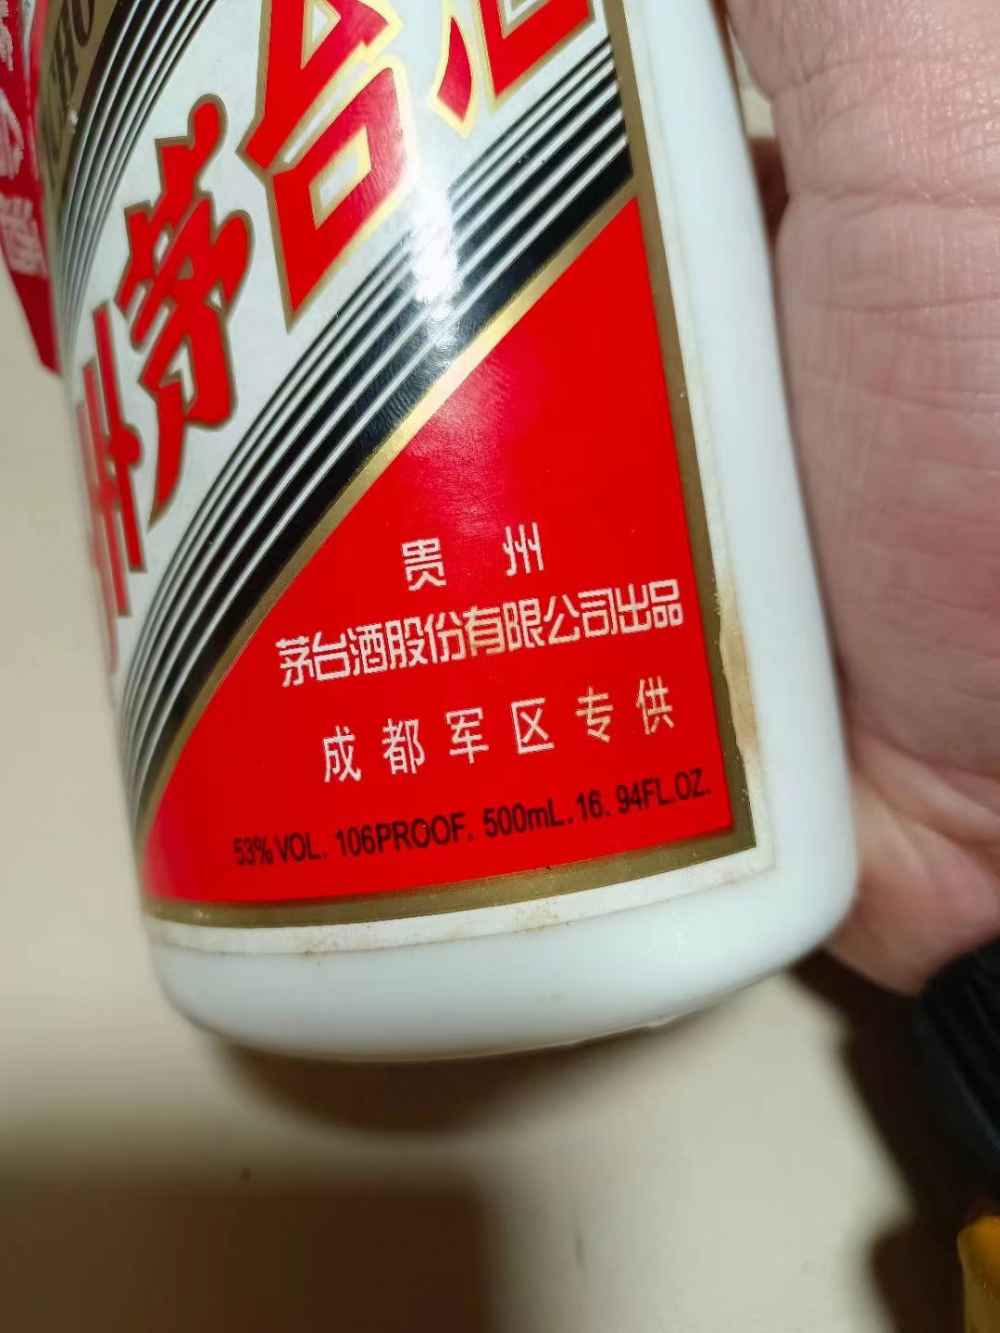 州茅台酒
贵 州
茅台酒股份有限公司出品
成都军区专供
53%VOL. 106PROOF. 500mL.16.94FL.OZ.